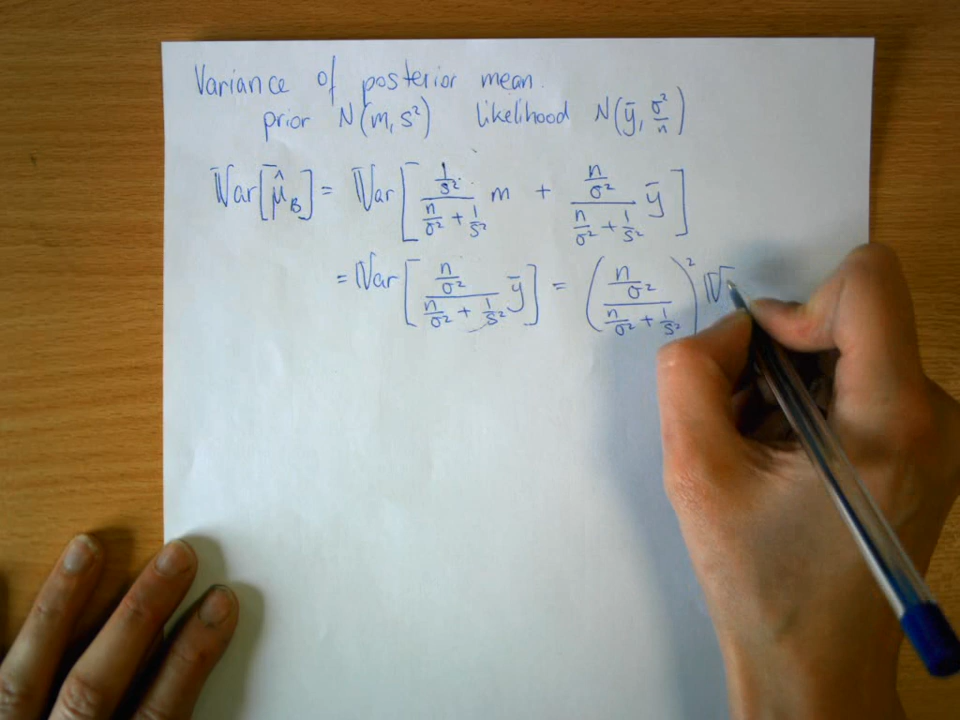 Variance of posterior mean.
prior N(m, s²) likelihood N(ȳ, σ²/n)
Var[μ̂_B] = Var[ (1/s²)/(n/σ² + 1/s²) m + (n/σ²)/(n/σ² + 1/s²) ȳ ]
= Var[ (n/σ²)/(n/σ² + 1/s²) ȳ ] = ( (n/σ²)/(n/σ² + 1/s²) )² V